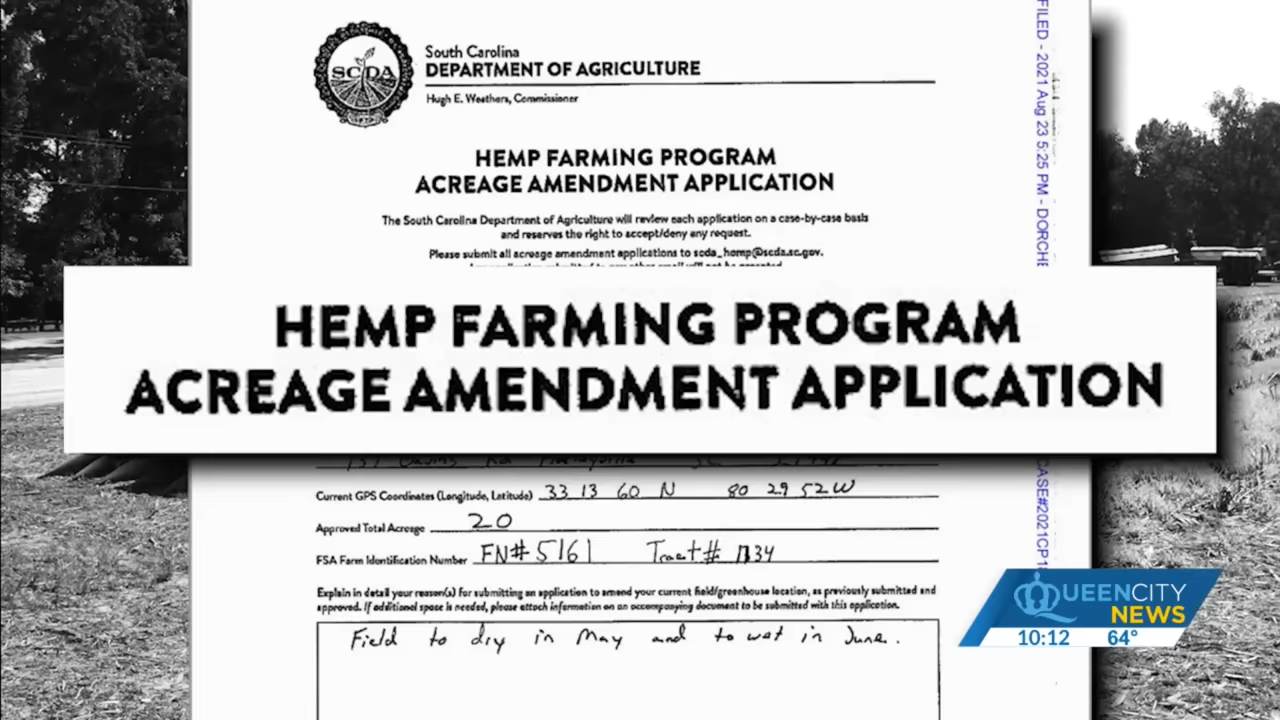 SCDA
South Carolina
DEPARTMENT OF AGRICULTURE
Hugh E. Weathers, Commissioner
HEMP FARMING PROGRAM
ACREAGE AMENDMENT APPLICATION
The South Carolina Department of Agriculture will review each application on a case-by-case basis
and reserves the right to accept/deny any request.
Please submit all acreage amendment applications to scda_hemp@scda.sc.gov.
HEMP FARMING PROGRAM
ACREAGE AMENDMENT APPLICATION
Current GPS Coordinates (Longitude, Latitude) 33 13 60 N 80 29 52 W
Approved Total Acreage 20
FSA Farm Identification Number FN# 5161 Tract# 1134
Explain in detail your reason(s) for submitting an application to amend your current field/greenhouse location, as previously submitted and
approved. If additional space is needed, please attach information on an accompanying document to be submitted with this application.
Field to dry in May and to wet in June.
FILED - 2021 Aug 23 5:25 PM - DORCHE
CASE#2021CP1
QUEENCITY
NEWS
10:12 64°